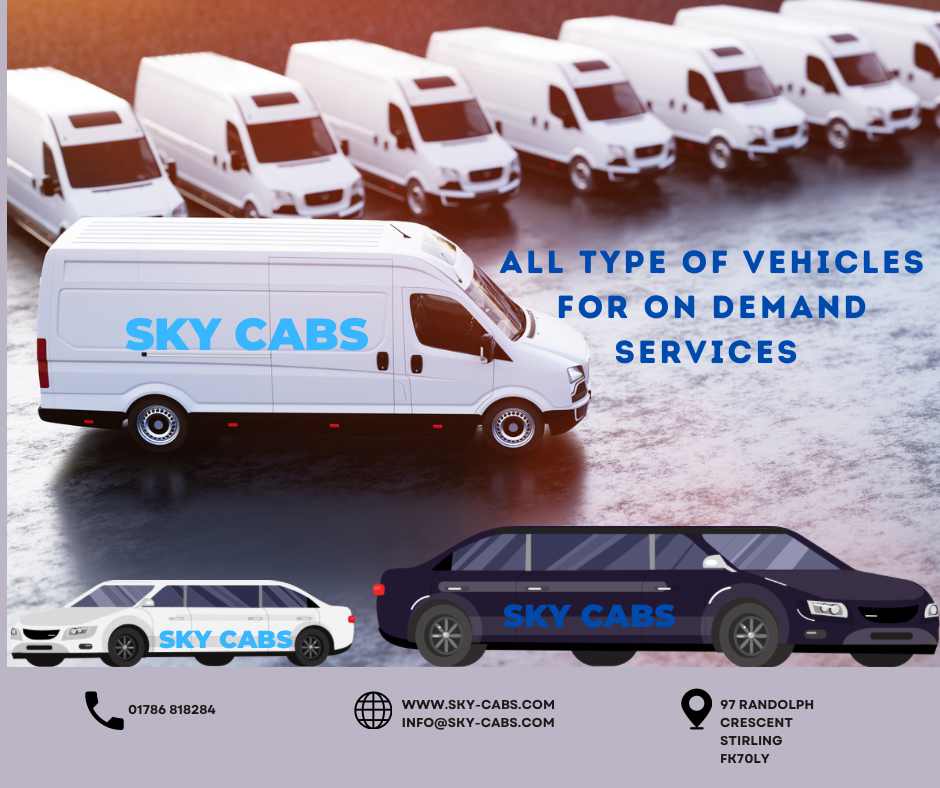 ALL TYPE OF VEHICLES
FOR ON DEMAND
SERVICES
SKY CABS
SKY CABS
SKY CABS
01786 818284
WWW.SKY-CABS.COM
INFO@SKY-CABS.COM
97 RANDOLPH
CRESCENT
STIRLING
FK70LY